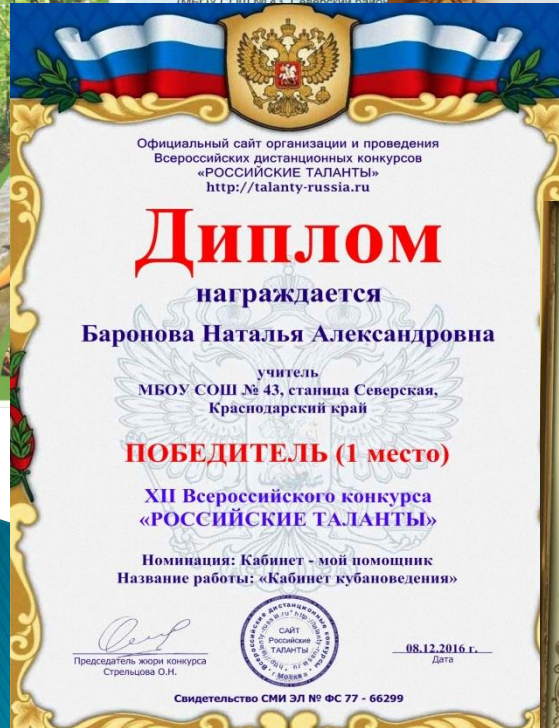 Официальный сайт организации и проведения
Всероссийских дистанционных конкурсов
«РОССИЙСКИЕ ТАЛАНТЫ»
http://talanty-russia.ru
Диплом
награждается
Баронова Наталья Александровна
учитель
МБОУ СОШ № 43, станица Северская,
Краснодарский край
ПОБЕДИТЕЛЬ (1 место)
XII Всероссийского конкурса
«РОССИЙСКИЕ ТАЛАНТЫ»
Номинация: Кабинет - мой помощник
Название работы: «Кабинет кубановедения»
САЙТ
Российские
ТАЛАНТЫ
г. Москва
Председатель жюри конкурса
Стрельцова О.Н.
08.12.2016 г.
Дата
Свидетельство СМИ ЭЛ № ФС 77 - 66299